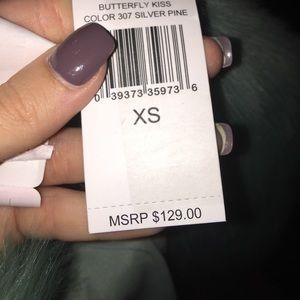 BUTTERFLY KISS
COLOR 307 SILVER PINE
0 39373 35973 6
XS
MSRP $129.00